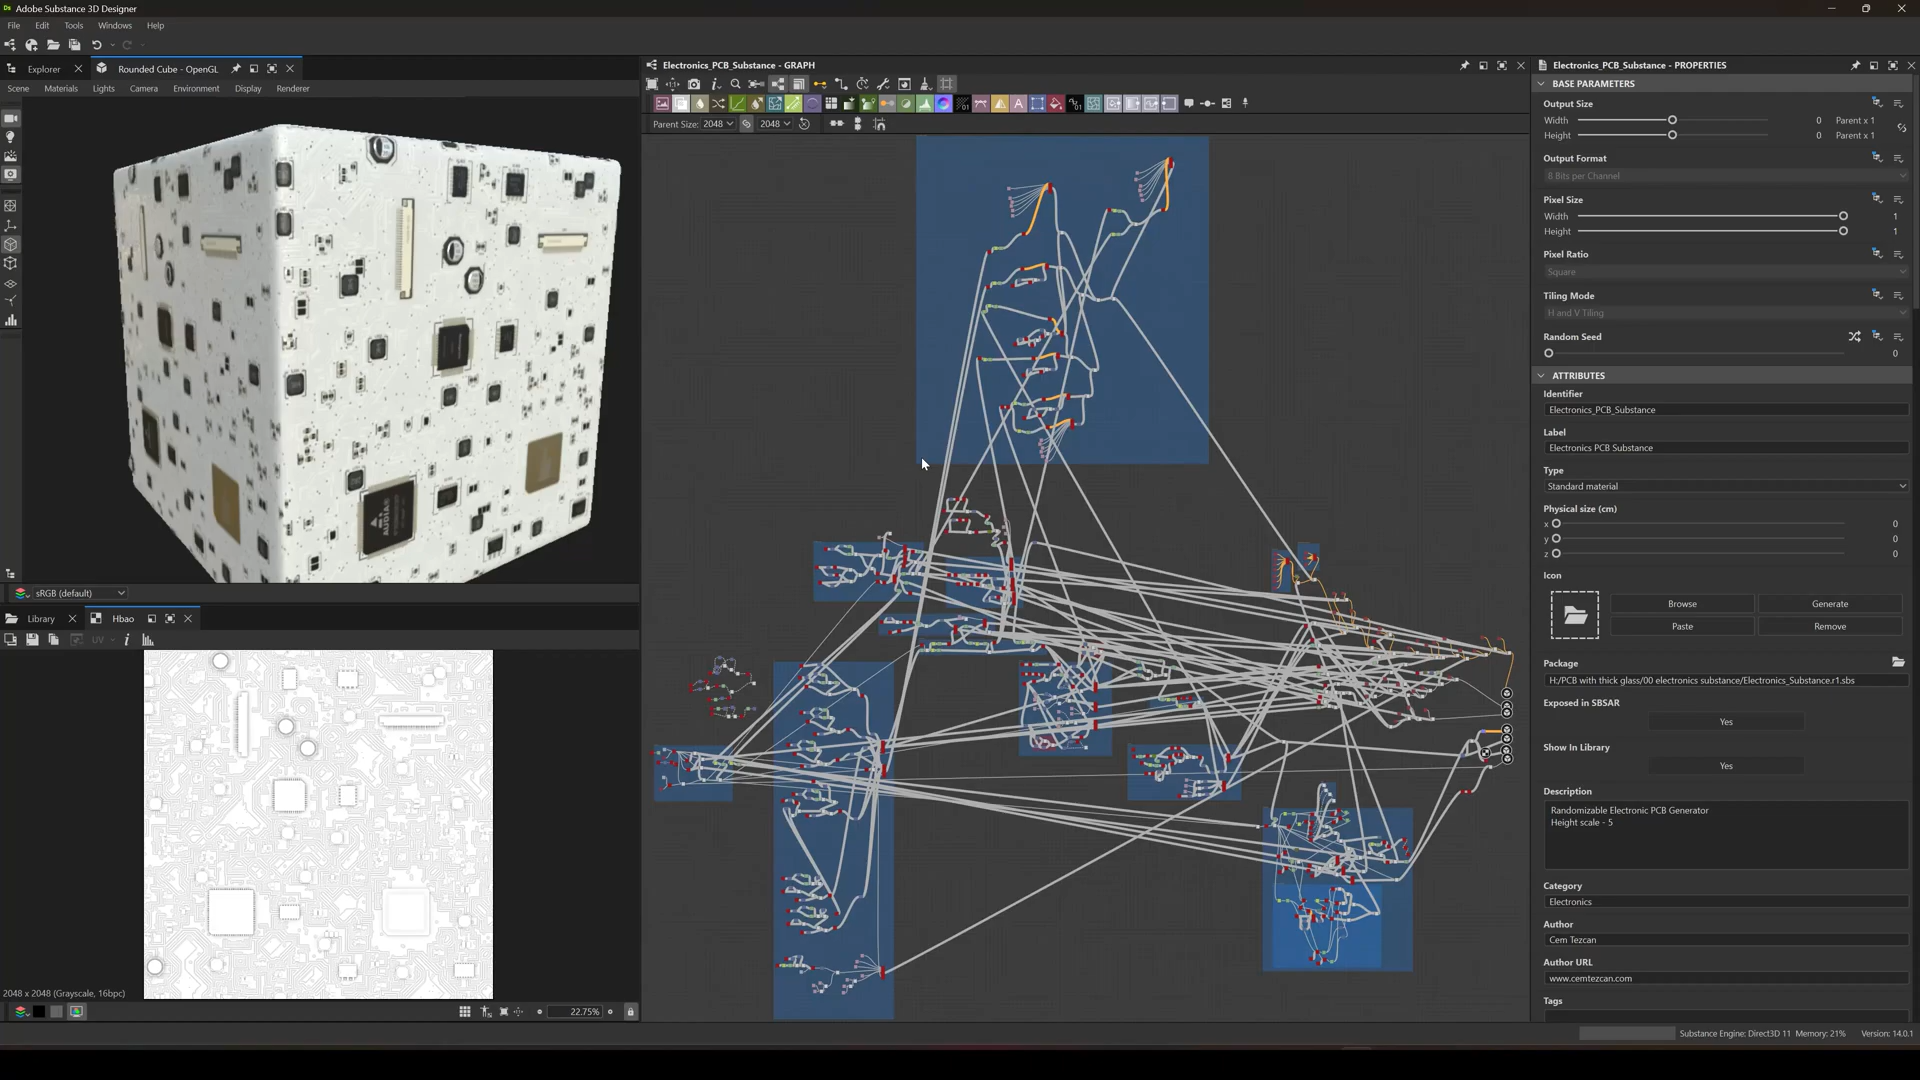 Ds Adobe Substance 3D Designer
File Edit Tools Windows Help
Explorer
Rounded Cube - OpenGL
Scene Materials Lights Camera Environment Display Renderer
AUDIA
sRGB (default)
Library
Hbao
UV
2048 x 2048 (Grayscale, 16bpc)
22.75%
Electronics_PCB_Substance - GRAPH
Parent Size: 2048 2048
Electronics_PCB_Substance - PROPERTIES
BASE PARAMETERS
Output Size
Width 0 Parent x 1
Height 0 Parent x 1
Output Format
8 Bits per Channel
Pixel Size
Width 1
Height 1
Pixel Ratio
Square
Tiling Mode
H and V Tiling
Random Seed
0
ATTRIBUTES
Identifier
Electronics_PCB_Substance
Label
Electronics PCB Substance
Type
Standard material
Physical size (cm)
x 0
y 0
z 0
Icon
Browse Generate
Paste Remove
Package
H:/PCB with thick glass/00 electronics substance/Electronics_Substance.r1.sbs
Exposed in SBSAR
Yes
Show In Library
Yes
Description
Randomizable Electronic PCB Generator
Height scale - 5
Category
Electronics
Author
Cem Tezcan
Author URL
www.cemtezcan.com
Tags
Substance Engine: Direct3D 11 Memory: 21% Version: 14.0.1